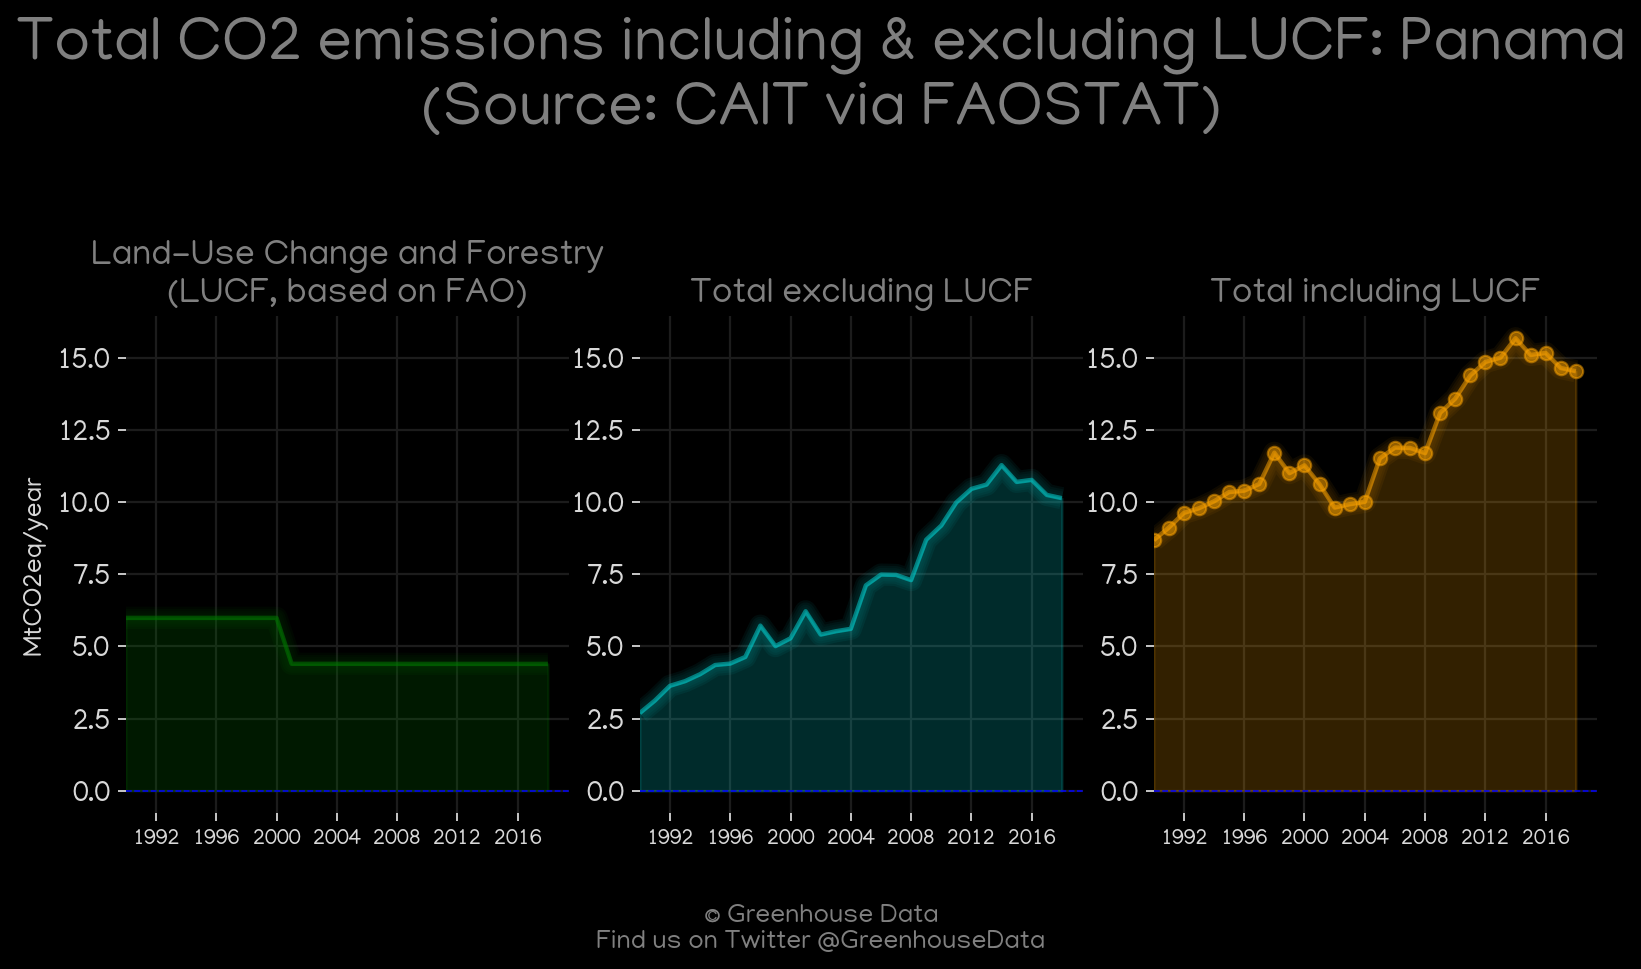 Total CO2 emissions including & excluding LUCF: Panama
(Source: CAIT via FAOSTAT)
Land-Use Change and Forestry
(LUCF, based on FAO)
Total excluding LUCF
Total including LUCF
MtCO2eq/year
15.0
12.5
10.0
7.5
5.0
2.5
0.0
1992 1996 2000 2004 2008 2012 2016
15.0
12.5
10.0
7.5
5.0
2.5
0.0
1992 1996 2000 2004 2008 2012 2016
15.0
12.5
10.0
7.5
5.0
2.5
0.0
1992 1996 2000 2004 2008 2012 2016
© Greenhouse Data
Find us on Twitter @GreenhouseData